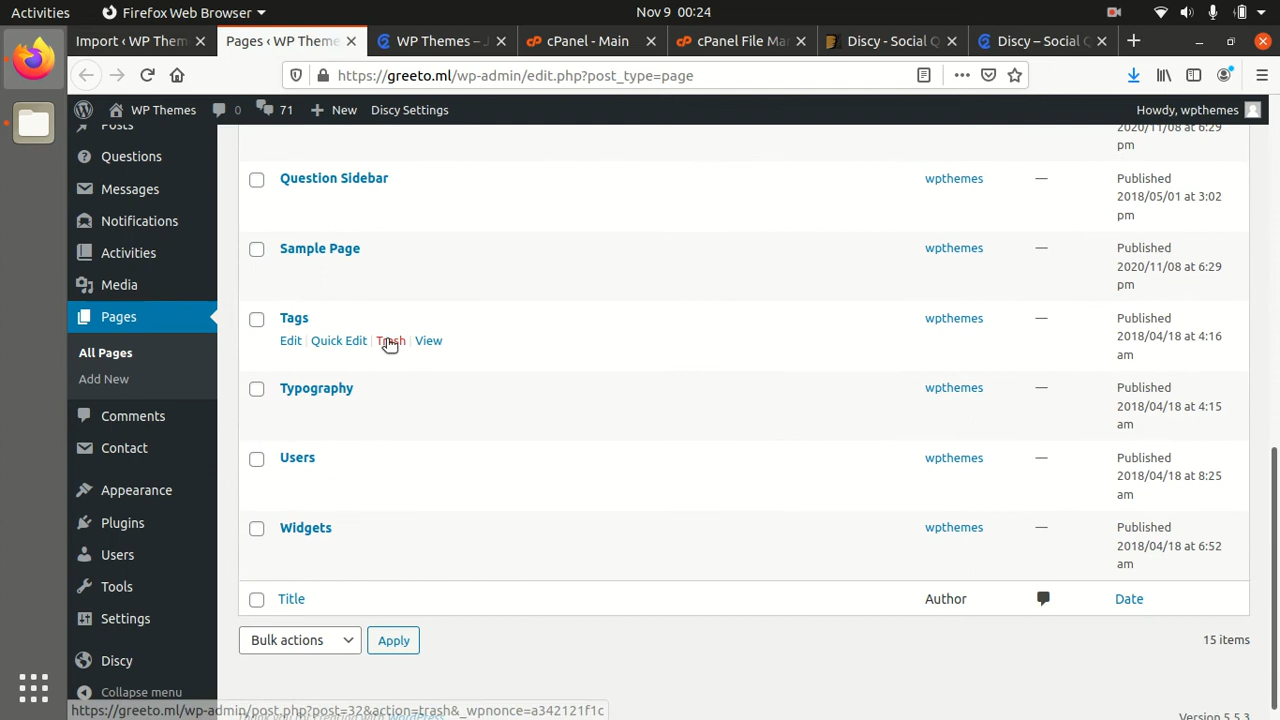 Activities Firefox Web Browser Nov 9 00:24
Import ‹ WP Them Pages ‹ WP Theme WP Themes – J cPanel - Main cPanel File Ma Discy - Social Q Discy – Social Q
https://greeto.ml/wp-admin/edit.php?post_type=page
WP Themes 0 71 New Discy Settings Howdy, wpthemes
Posts
Questions
Messages
Notifications
Activities
Media
Pages
All Pages
Add New
Comments
Contact
Appearance
Plugins
Users
Tools
Settings
Discy
Collapse menu
2020/11/08 at 6:29
pm
Question Sidebar wpthemes — Published
2018/05/01 at 3:02
pm
Sample Page wpthemes — Published
2020/11/08 at 6:29
pm
Tags wpthemes — Published
Edit | Quick Edit | Trash | View 2018/04/18 at 4:16
am
Typography wpthemes — Published
2018/04/18 at 4:15
am
Users wpthemes — Published
2018/04/18 at 8:25
am
Widgets wpthemes — Published
2018/04/18 at 6:52
am
Title Author Date
Bulk actions Apply 15 items
https://greeto.ml/wp-admin/post.php?post=32&action=trash&_wpnonce=a342121f1c
Version 5.5.3